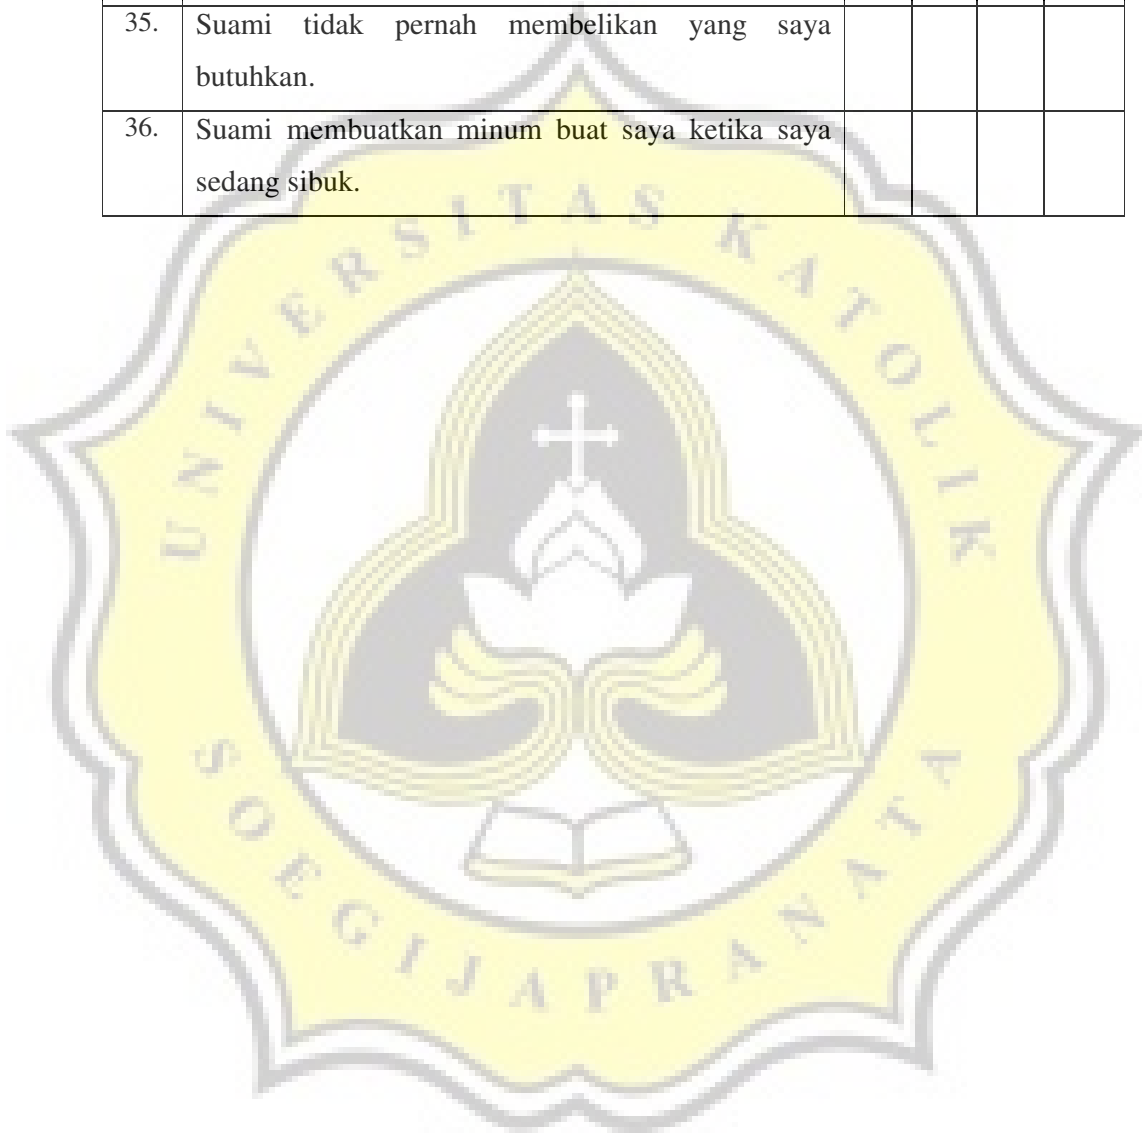 35. Suami tidak pernah membelikan yang saya
butuhkan.
36. Suami membuatkan minum buat saya ketika saya
sedang sibuk.
UNIVERSITAS KATOLIK
SOEGIJAPRANATA